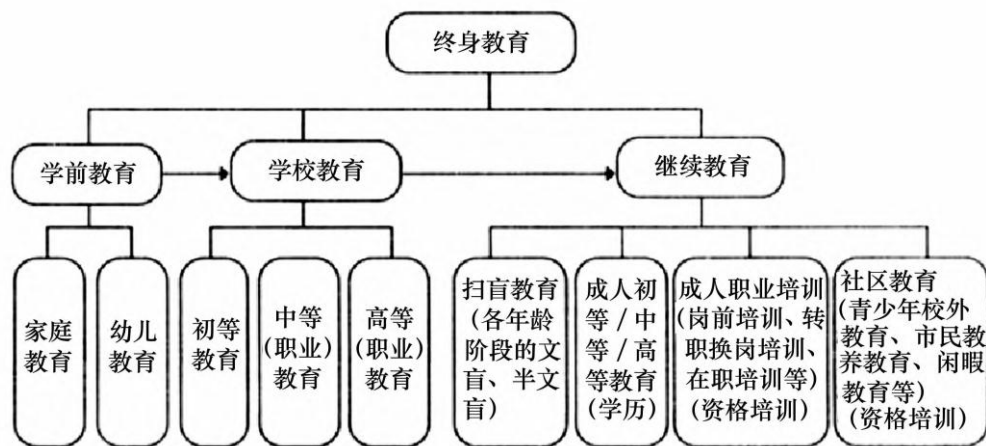 终身教育
学前教育
学校教育
继续教育
家庭
教育
幼儿
教育
初等
教育
中等
(职业)
教育
高等
(职业)
教育
扫盲教育
(各年龄
阶段的文
盲、半文
盲)
成人初
等/中
等/高
等教育
(学历)
成人职业培训
(岗前培训、转
职换岗培训、
在职培训等)
(资格培训)
社区教育
(青少年校外
教育、市民教
养教育、闲暇
教育等)
(资格培训)